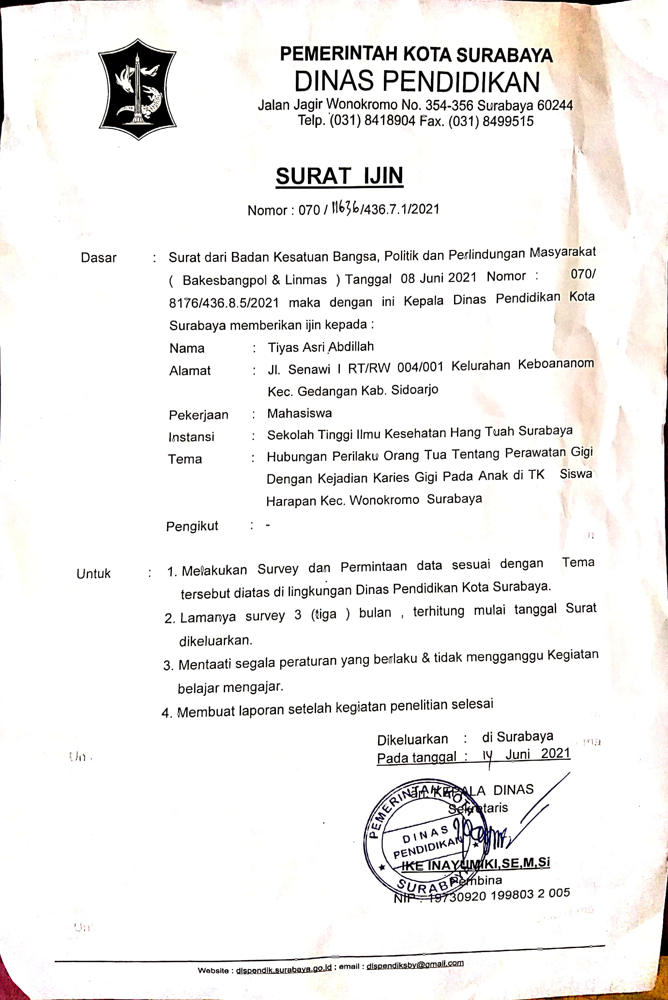 PEMERINTAH KOTA SURABAYA
DINAS PENDIDIKAN
Jalan Jagir Wonokromo No. 354-356 Surabaya 60244
Telp. (031) 8418904 Fax. (031) 8499515
SURAT IJIN
Nomor : 070 / 11636/436.7.1/2021
Dasar : Surat dari Badan Kesatuan Bangsa, Politik dan Perlindungan Masyarakat
( Bakesbangpol & Linmas ) Tanggal 08 Juni 2021 Nomor : 070/
8176/436.8.5/2021 maka dengan ini Kepala Dinas Pendidikan Kota
Surabaya memberikan ijin kepada :
Nama : Tiyas Asri Abdillah
Alamat : Jl. Senawi I RT/RW 004/001 Kelurahan Keboananom
Kec. Gedangan Kab. Sidoarjo
Pekerjaan : Mahasiswa
Instansi : Sekolah Tinggi Ilmu Kesehatan Hang Tuah Surabaya
Tema : Hubungan Perilaku Orang Tua Tentang Perawatan Gigi
Dengan Kejadian Karies Gigi Pada Anak di TK Siswa
Harapan Kec. Wonokromo Surabaya
Pengikut : -
Untuk : 1. Melakukan Survey dan Permintaan data sesuai dengan Tema
tersebut diatas di lingkungan Dinas Pendidikan Kota Surabaya.
2. Lamanya survey 3 (tiga ) bulan , terhitung mulai tanggal Surat
dikeluarkan.
3. Mentaati segala peraturan yang berlaku & tidak mengganggu Kegiatan
belajar mengajar.
4. Membuat laporan setelah kegiatan penelitian selesai
Dikeluarkan : di Surabaya
Pada tanggal : 14 Juni 2021
an. KEPALA DINAS
Sekretaris
PEMERINTAH KOTA
DINAS
PENDIDIKAN
SURABAYA
IKE INAYUMIKI,SE,M,Si
Pembina
NIP : 19730920 199803 2 005
Website : dispendik.surabaya.go.id ; email : dispendiksby@gmail.com